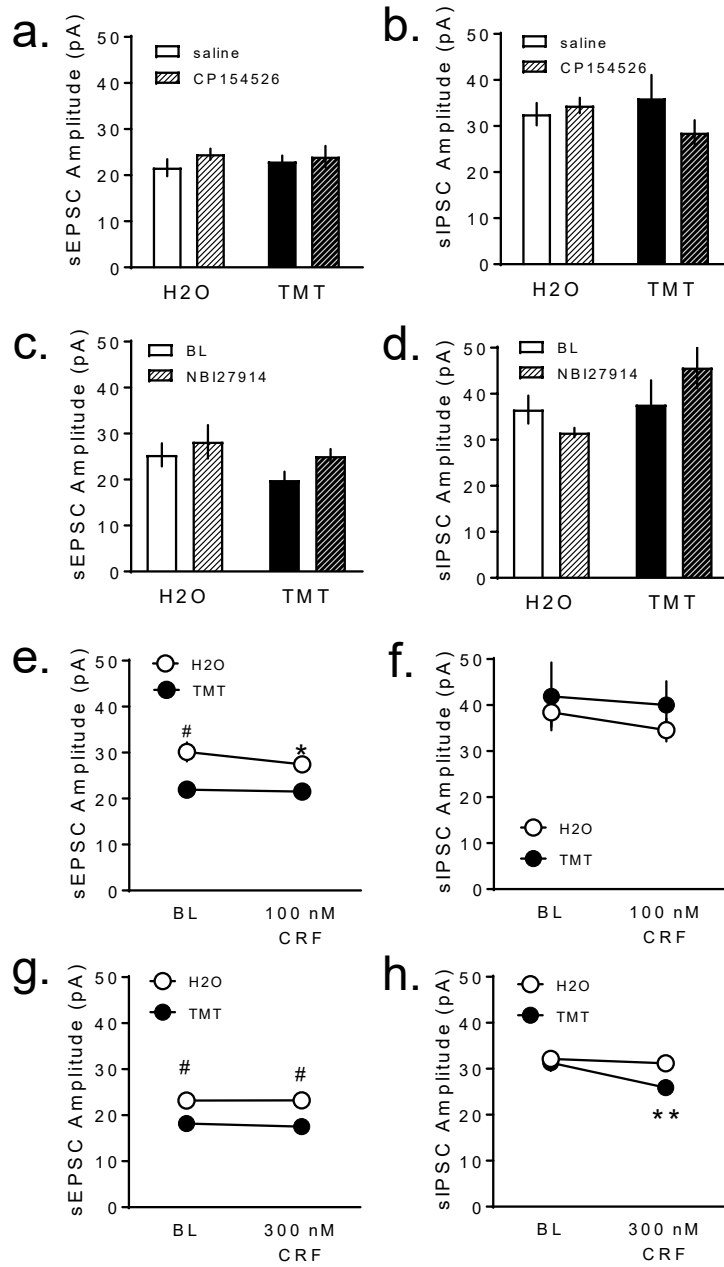 a.
sEPSC Amplitude (pA)
50
40
30
20
10
0
saline
CP154526
H2O TMT
b.
sIPSC Amplitude (pA)
50
40
30
20
10
0
saline
CP154526
H2O TMT
c.
sEPSC Amplitude (pA)
50
40
30
20
10
0
BL
NBI27914
H2O TMT
d.
sIPSC Amplitude (pA)
50
40
30
20
10
0
BL
NBI27914
H2O TMT
e.
sEPSC Amplitude (pA)
50
40
30
20
10
0
H2O
TMT
# *
BL 100 nM
CRF
f.
sIPSC Amplitude (pA)
50
40
30
20
10
0
H2O
TMT
BL 100 nM
CRF
g.
sEPSC Amplitude (pA)
50
40
30
20
10
0
H2O
TMT
# #
BL 300 nM
CRF
h.
sIPSC Amplitude (pA)
50
40
30
20
10
0
H2O
TMT
**
BL 300 nM
CRF